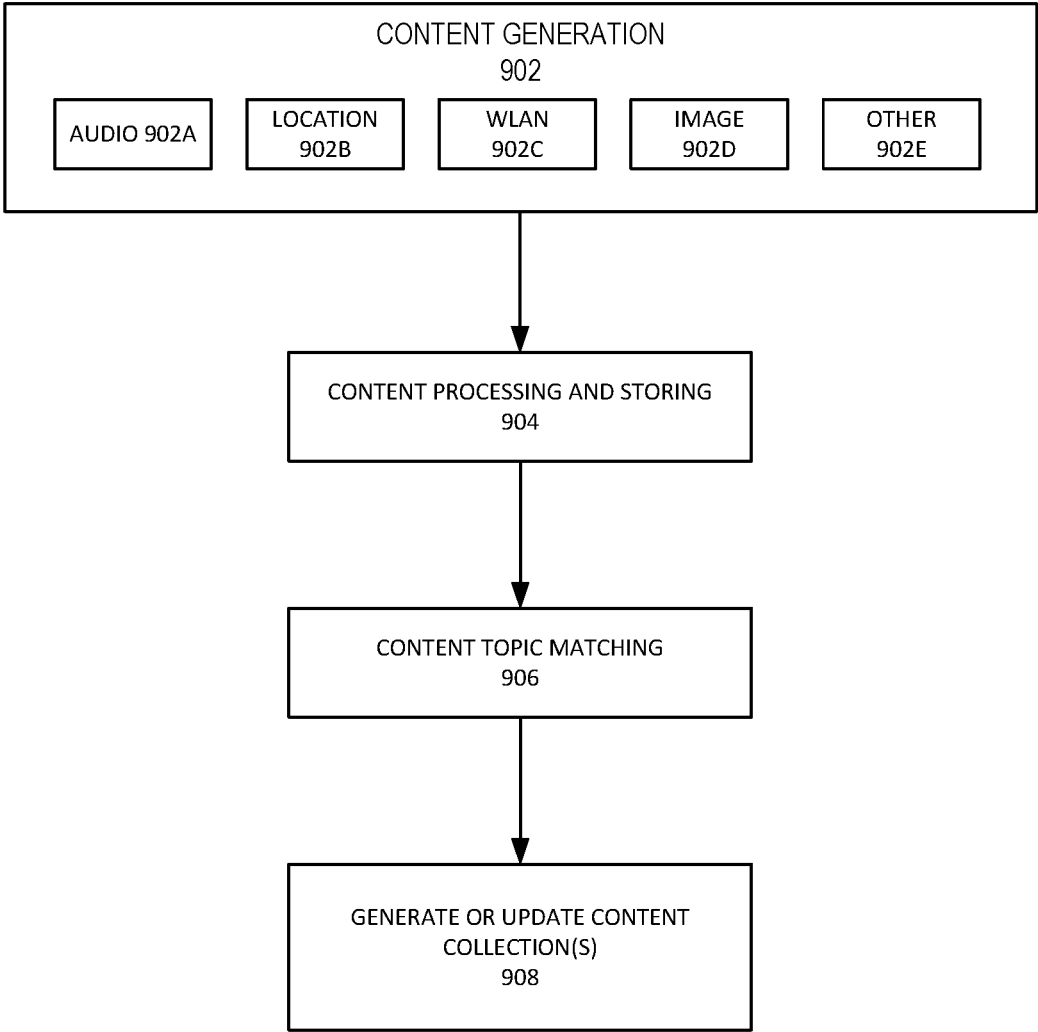 CONTENT GENERATION
902
AUDIO 902A
LOCATION
902B
WLAN
902C
IMAGE
902D
OTHER
902E
CONTENT PROCESSING AND STORING
904
CONTENT TOPIC MATCHING
906
GENERATE OR UPDATE CONTENT
COLLECTION(S)
908